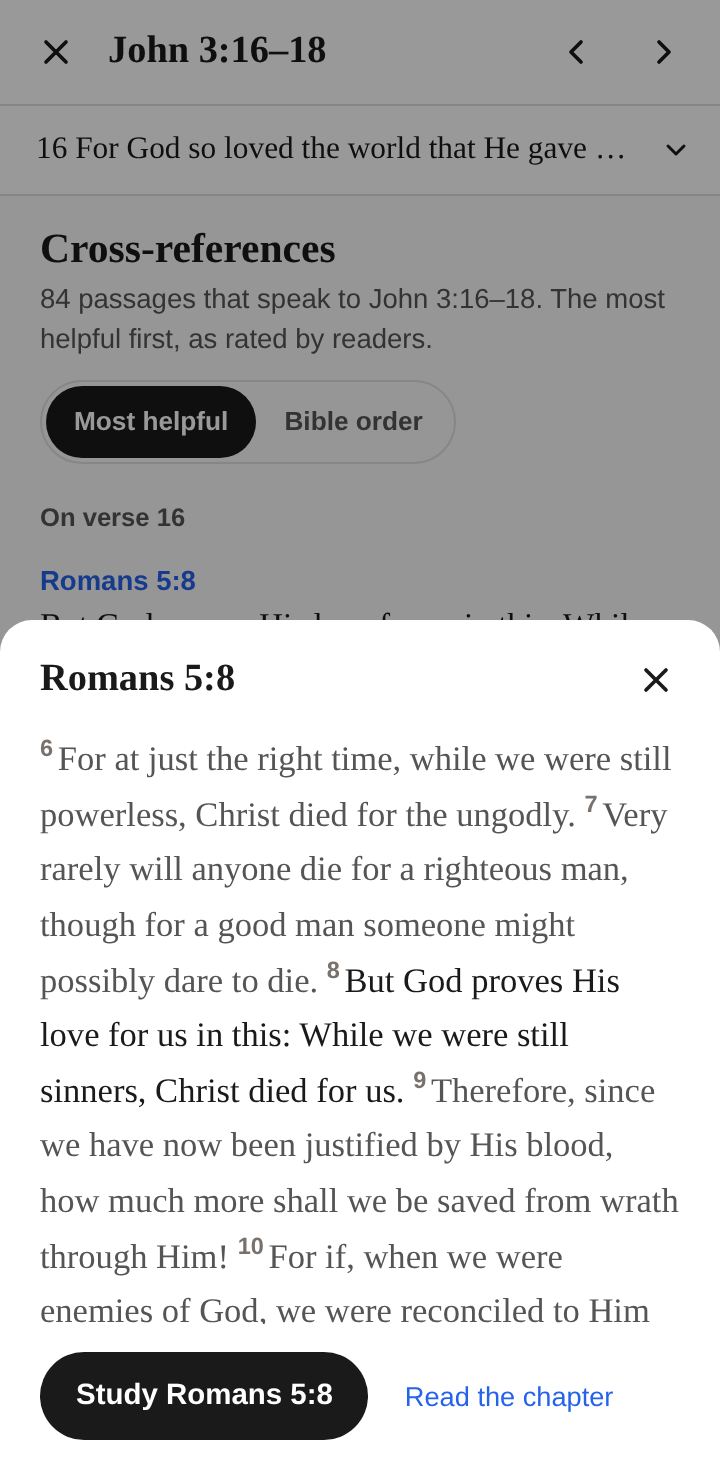 John 3:16–18
16 For God so loved the world that He gave …
Cross-references
84 passages that speak to John 3:16–18. The most
helpful first, as rated by readers.
Most helpful
Bible order
On verse 16
Romans 5:8
Romans 5:8
6 For at just the right time, while we were still
powerless, Christ died for the ungodly. 7 Very
rarely will anyone die for a righteous man,
though for a good man someone might
possibly dare to die. 8 But God proves His
love for us in this: While we were still
sinners, Christ died for us. 9 Therefore, since
we have now been justified by His blood,
how much more shall we be saved from wrath
through Him! 10 For if, when we were
enemies of God, we were reconciled to Him
Study Romans 5:8
Read the chapter